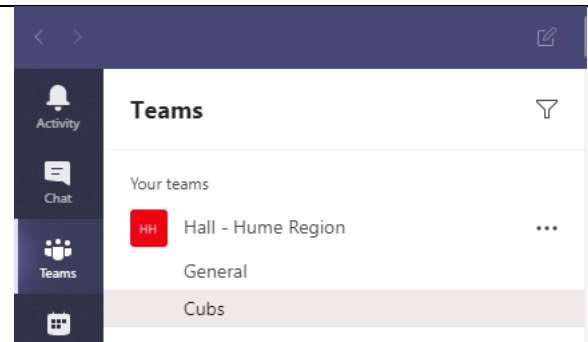 Activity
Chat
Teams
Teams
Your teams
HH Hall - Hume Region
General
Cubs